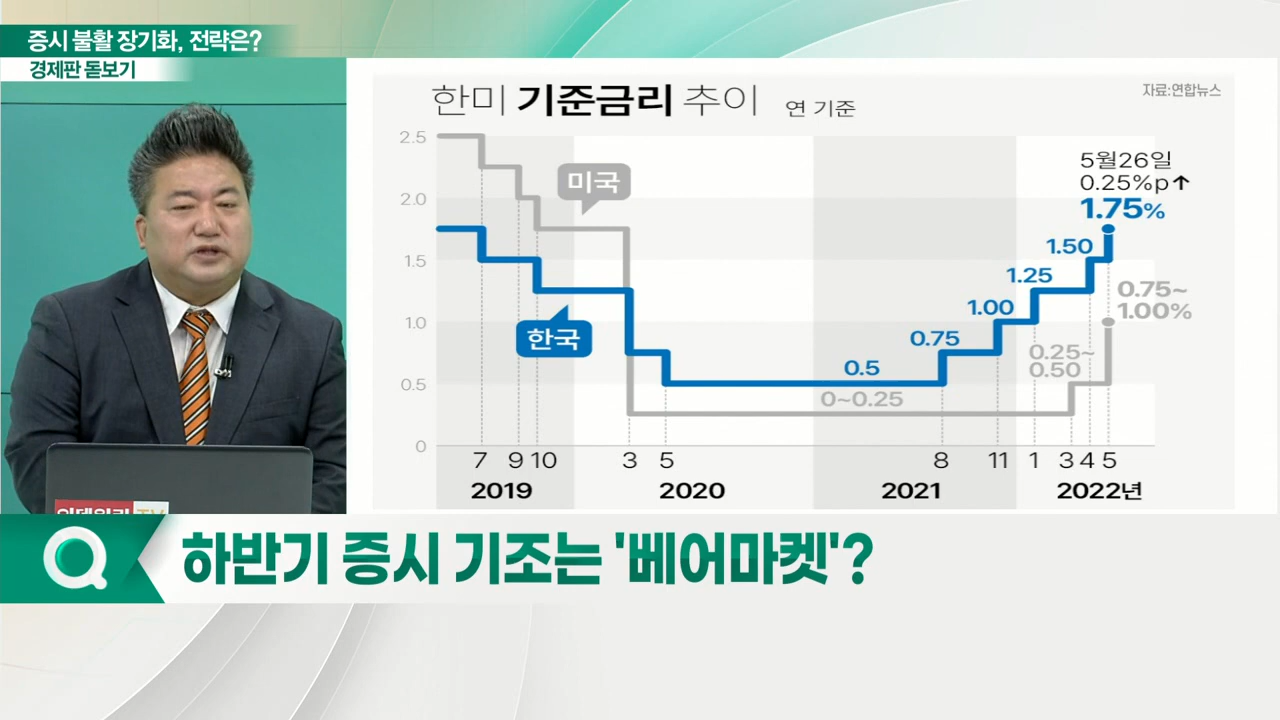 증시 불활 장기화, 전략은?
경제판 돋보기
한미 기준금리 추이 연 기준
자료:연합뉴스
2.5
2.0
1.5
1.0
0.5
0
미국
한국
5월26일
0.25%p↑
1.75%
1.50
1.25
1.00
0.75
0.5
0~0.25
0.25~
0.50
0.75~
1.00%
7 9 10 3 5 8 11 1 3 4 5
2019 2020 2021 2022년
이데일리 TV
하반기 증시 기조는 '베어마켓'?